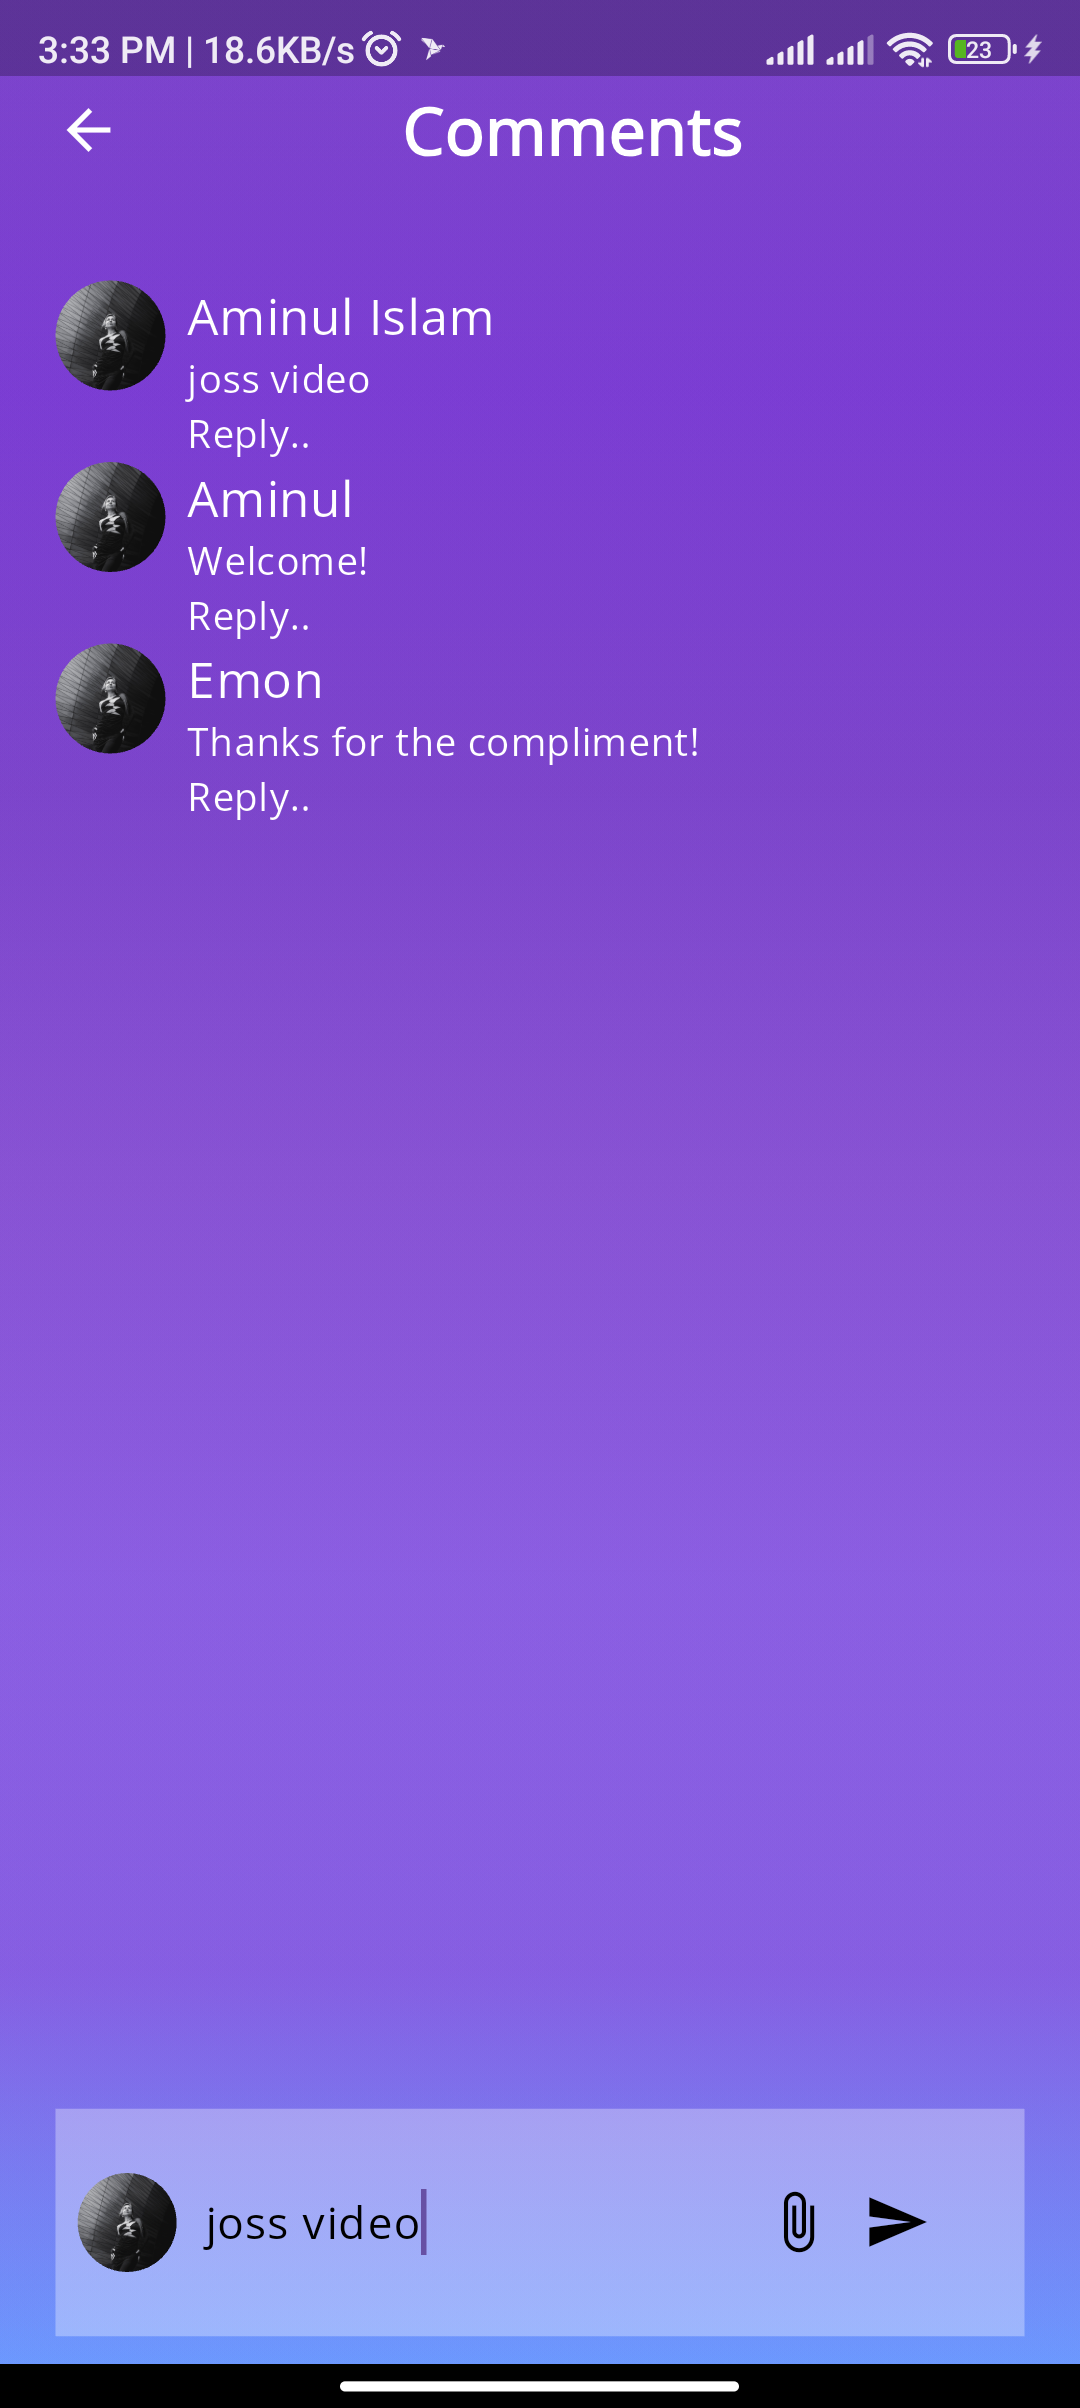 3:33 PM | 18.6KB/s 23
Comments
Aminul Islam
joss video
Reply..
Aminul
Welcome!
Reply..
Emon
Thanks for the compliment!
Reply..
joss video